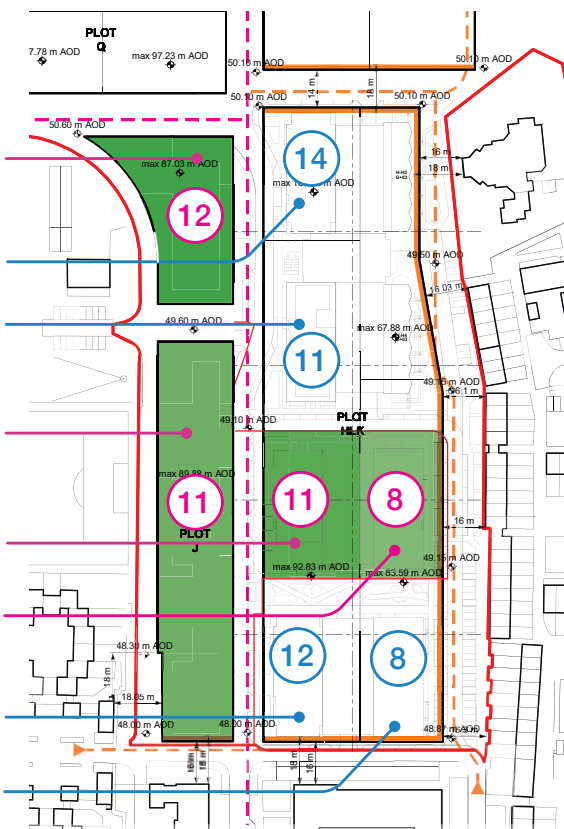 PLOT
Q
7.78 m AOD
max 97.23 m AOD
50.10 m AOD
50.10 m AOD
14 m
18 m
50.10 m AOD
50.10 m AOD
50.60 m AOD
max 87.03 m AOD
14
16 m
18 m
12
49.50 m AOD
16.03 m
49.60 m AOD
max 67.88 m AOD
11
49.10 m AOD
PLOT
max 89.88 m AOD
11
11
8
PLOT
J
16 m
max 92.83 m AOD
max 83.59 m AOD
48.30 m AOD
18 m
18.05 m
12
8
48.00 m AOD
48.00 m AOD
18 m
16 m